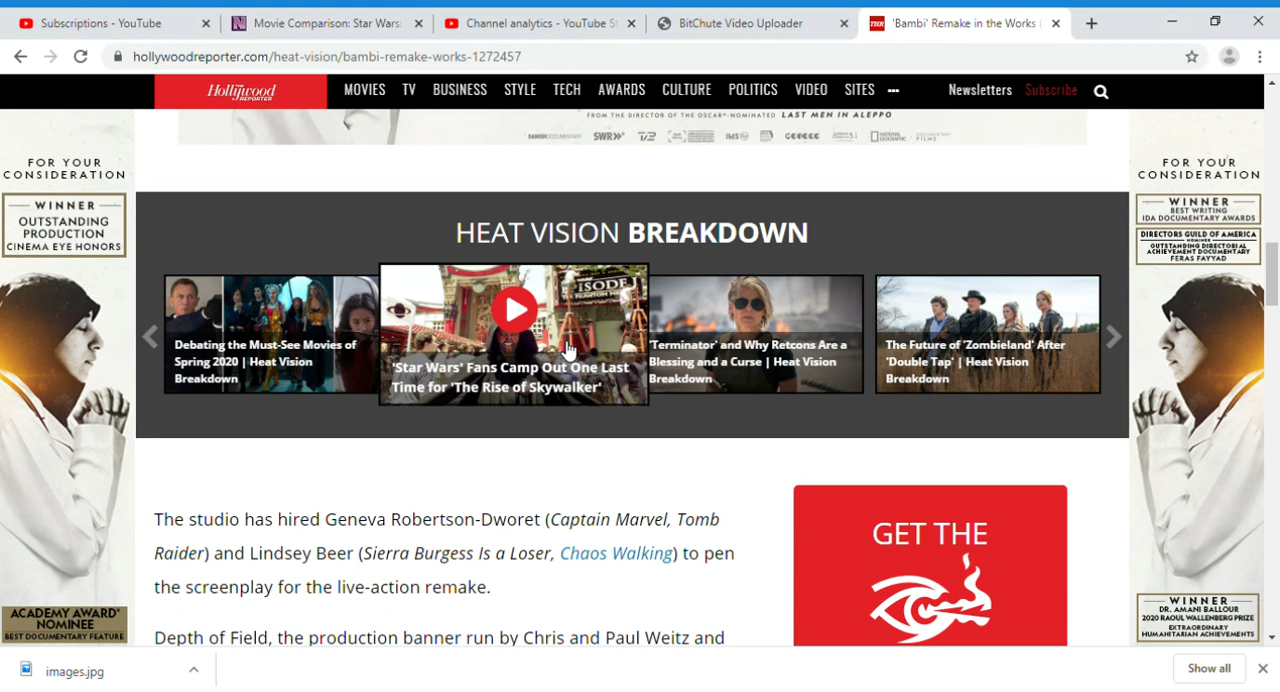 Subscriptions - YouTube
Movie Comparison: Star Wars:
Channel analytics - YouTube St
BitChute Video Uploader
'Bambi' Remake in the Works |
hollywoodreporter.com/heat-vision/bambi-remake-works-1272457
Hollywood REPORTER
MOVIES TV BUSINESS STYLE TECH AWARDS CULTURE POLITICS VIDEO SITES
Newsletters Subscribe
FROM THE DIRECTOR OF THE OSCAR®-NOMINATED LAST MEN IN ALEPPO
SWR>>
IMS
FOR YOUR
CONSIDERATION
WINNER
OUTSTANDING
PRODUCTION
CINEMA EYE HONORS
ACADEMY AWARD®
NOMINEE
BEST DOCUMENTARY FEATURE
HEAT VISION BREAKDOWN
Debating the Must-See Movies of
Spring 2020 | Heat Vision
Breakdown
EPISODE I
'Star Wars' Fans Camp Out One Last
Time for 'The Rise of Skywalker'
'Terminator' and Why Retcons Are a
Blessing and a Curse | Heat Vision
Breakdown
The Future of 'Zombieland' After
'Double Tap' | Heat Vision
Breakdown
The studio has hired Geneva Robertson-Dworet (Captain Marvel, Tomb
Raider) and Lindsey Beer (Sierra Burgess Is a Loser, Chaos Walking) to pen
the screenplay for the live-action remake.
Depth of Field, the production banner run by Chris and Paul Weitz and
GET THE
FOR YOUR
CONSIDERATION
WINNER
BEST WRITING
IDA DOCUMENTARY AWARDS
DIRECTORS GUILD OF AMERICA
NOMINEE
OUTSTANDING DIRECTORIAL
ACHIEVEMENT DOCUMENTARY
FERAS FAYYAD
WINNER
DR. AMANI BALLOUR
2020 RAOUL WALLENBERG PRIZE
EXTRAORDINARY
HUMANITARIAN ACHIEVEMENTS
images.jpg
Show all